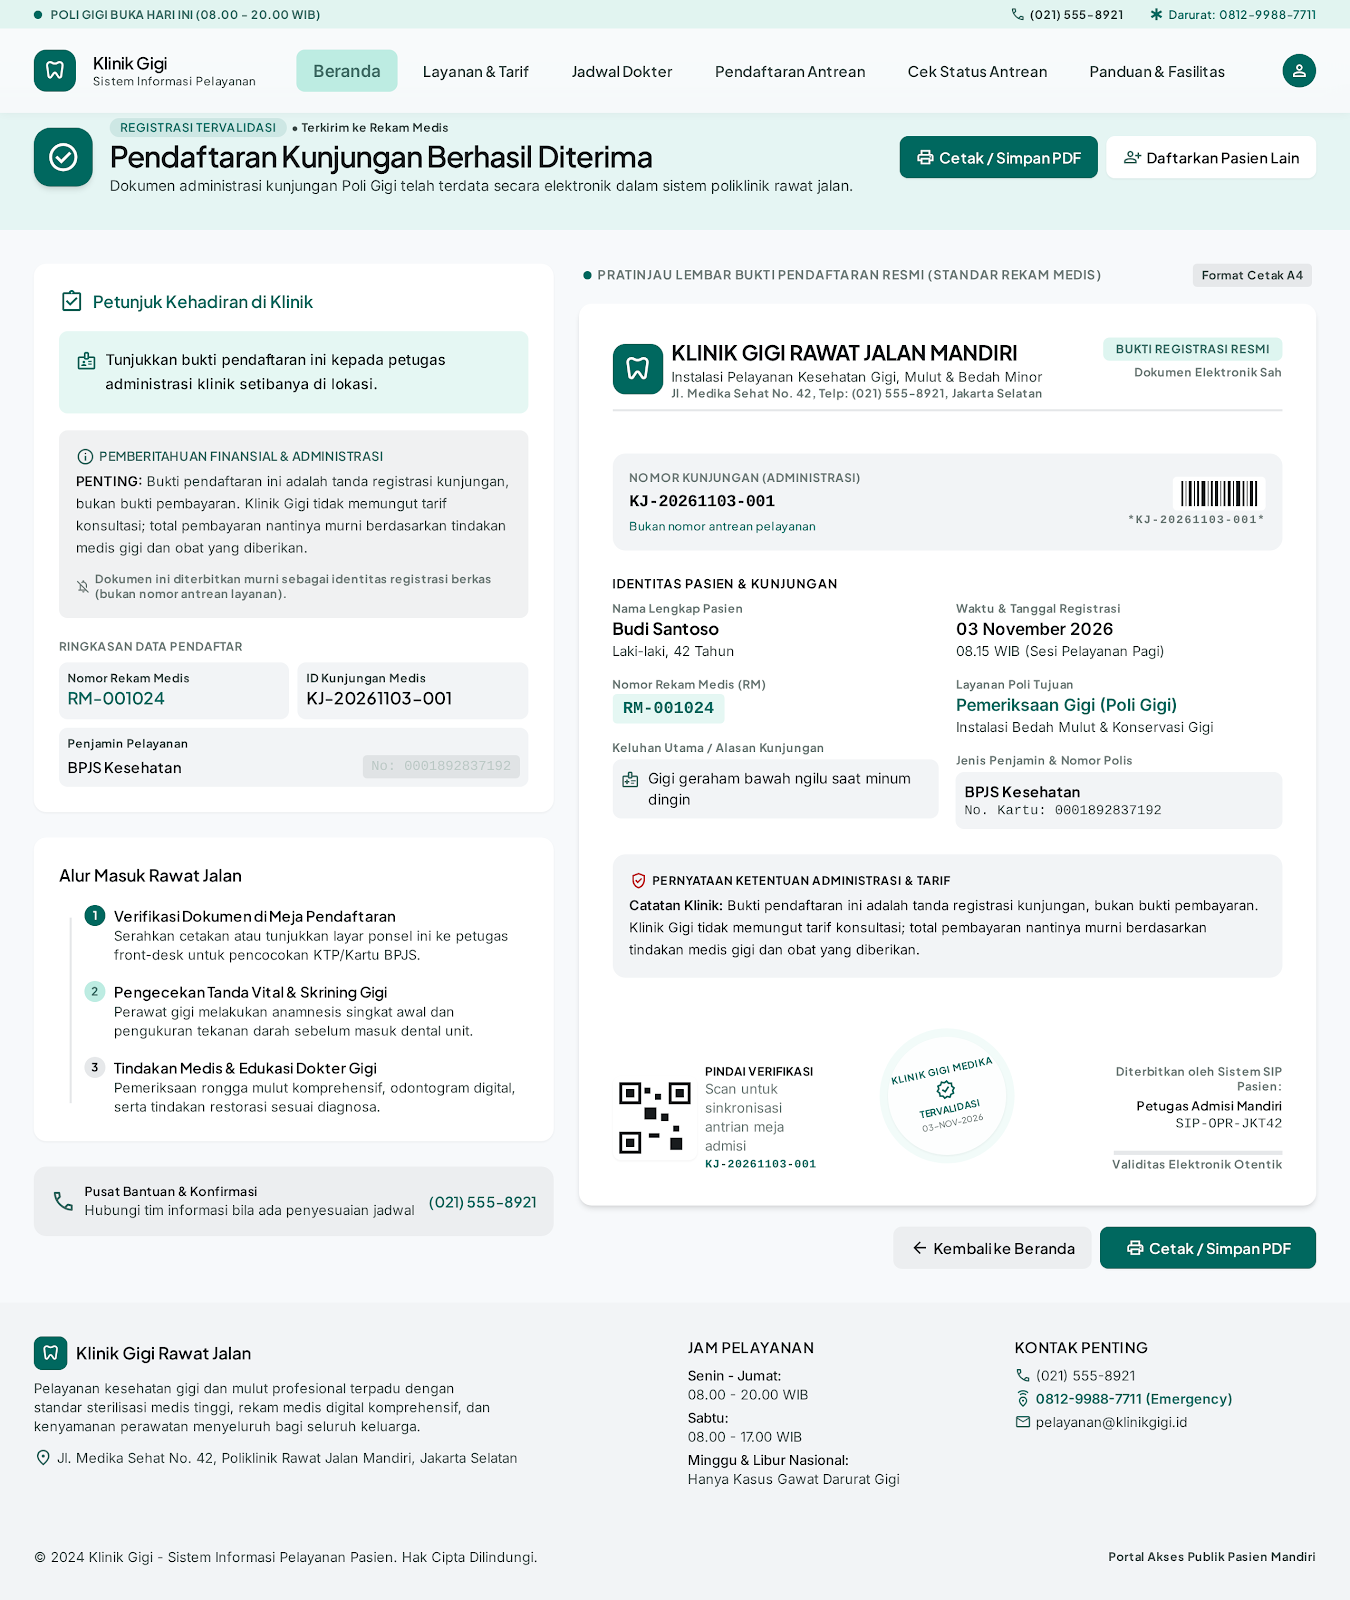 POLI GIGI BUKA HARI INI (08.00 - 20.00 WIB)
(021) 555-8921
Darurat: 0812-9988-7711
Klinik Gigi
Sistem Informasi Pelayanan
Beranda
Layanan & Tarif
Jadwal Dokter
Pendaftaran Antrean
Cek Status Antrean
Panduan & Fasilitas
REGISTRASI TERVALIDASI
• Terkirim ke Rekam Medis
Pendaftaran Kunjungan Berhasil Diterima
Dokumen administrasi kunjungan Poli Gigi telah terdata secara elektronik dalam sistem poliklinik rawat jalan.
Cetak / Simpan PDF
Daftarkan Pasien Lain
Petunjuk Kehadiran di Klinik
Tunjukkan bukti pendaftaran ini kepada petugas
administrasi klinik setibanya di lokasi.
PEMBERITAHUAN FINANSIAL & ADMINISTRASI
PENTING: Bukti pendaftaran ini adalah tanda registrasi kunjungan,
bukan bukti pembayaran. Klinik Gigi tidak memungut tarif
konsultasi; total pembayaran nantinya murni berdasarkan tindakan
medis gigi dan obat yang diberikan.
Dokumen ini diterbitkan murni sebagai identitas registrasi berkas
(bukan nomor antrean layanan).
RINGKASAN DATA PENDAFTAR
Nomor Rekam Medis
RM-001024
ID Kunjungan Medis
KJ-20261103-001
Penjamin Pelayanan
BPJS Kesehatan
No: 0001892837192
Alur Masuk Rawat Jalan
1
Verifikasi Dokumen di Meja Pendaftaran
Serahkan cetakan atau tunjukkan layar ponsel ini ke petugas
front-desk untuk pencocokan KTP/Kartu BPJS.
2
Pengecekan Tanda Vital & Skrining Gigi
Perawat gigi melakukan anamnesis singkat awal dan
pengukuran tekanan darah sebelum masuk dental unit.
3
Tindakan Medis & Edukasi Dokter Gigi
Pemeriksaan rongga mulut komprehensif, odontogram digital,
serta tindakan restorasi sesuai diagnosa.
Pusat Bantuan & Konfirmasi
Hubungi tim informasi bila ada penyesuaian jadwal
(021) 555-8921
PRATINJAU LEMBAR BUKTI PENDAFTARAN RESMI (STANDAR REKAM MEDIS)
Format Cetak A4
KLINIK GIGI RAWAT JALAN MANDIRI
Instalasi Pelayanan Kesehatan Gigi, Mulut & Bedah Minor
Jl. Medika Sehat No. 42, Telp: (021) 555-8921, Jakarta Selatan
BUKTI REGISTRASI RESMI
Dokumen Elektronik Sah
NOMOR KUNJUNGAN (ADMINISTRASI)
KJ-20261103-001
Bukan nomor antrean pelayanan
*KJ-20261103-001*
IDENTITAS PASIEN & KUNJUNGAN
Nama Lengkap Pasien
Budi Santoso
Laki-laki, 42 Tahun
Nomor Rekam Medis (RM)
RM-001024
Keluhan Utama / Alasan Kunjungan
Gigi geraham bawah ngilu saat minum
dingin
Waktu & Tanggal Registrasi
03 November 2026
08.15 WIB (Sesi Pelayanan Pagi)
Layanan Poli Tujuan
Pemeriksaan Gigi (Poli Gigi)
Instalasi Bedah Mulut & Konservasi Gigi
Jenis Penjamin & Nomor Polis
BPJS Kesehatan
No. Kartu: 0001892837192
PERNYATAAN KETENTUAN ADMINISTRASI & TARIF
Catatan Klinik: Bukti pendaftaran ini adalah tanda registrasi kunjungan, bukan bukti pembayaran.
Klinik Gigi tidak memungut tarif konsultasi; total pembayaran nantinya murni berdasarkan
tindakan medis gigi dan obat yang diberikan.
PINDAI VERIFIKASI
Scan untuk
sinkronisasi
antrian meja
admisi
KJ-20261103-001
KLINIK GIGI MEDIKA
TERVALIDASI
03-NOV-2026
Diterbitkan oleh Sistem SIP
Pasien:
Petugas Admisi Mandiri
SIP-OPR-JKT42
Validitas Elektronik Otentik
Kembali ke Beranda
Cetak / Simpan PDF
Klinik Gigi Rawat Jalan
Pelayanan kesehatan gigi dan mulut profesional terpadu dengan
standar sterilisasi medis tinggi, rekam medis digital komprehensif, dan
kenyamanan perawatan menyeluruh bagi seluruh keluarga.
Jl. Medika Sehat No. 42, Poliklinik Rawat Jalan Mandiri, Jakarta Selatan
JAM PELAYANAN
Senin - Jumat:
08.00 - 20.00 WIB
Sabtu:
08.00 - 17.00 WIB
Minggu & Libur Nasional:
Hanya Kasus Gawat Darurat Gigi
KONTAK PENTING
(021) 555-8921
0812-9988-7711 (Emergency)
pelayanan@klinikgigi.id
© 2024 Klinik Gigi - Sistem Informasi Pelayanan Pasien. Hak Cipta Dilindungi.
Portal Akses Publik Pasien Mandiri